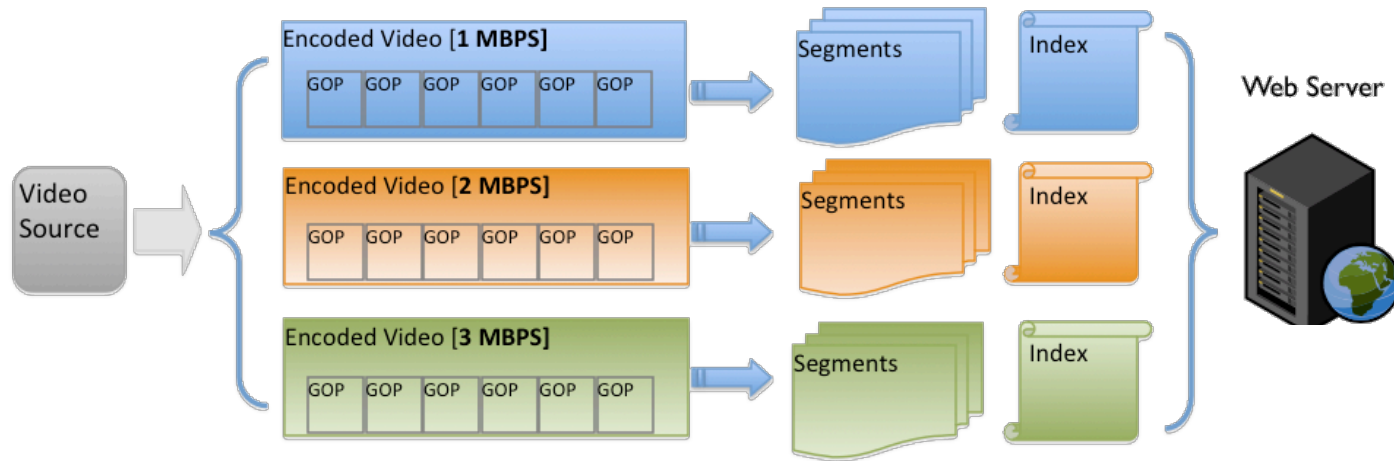 Video
Source
Encoded Video [1 MBPS]
GOP GOP GOP GOP GOP GOP
Segments
Index
Encoded Video [2 MBPS]
GOP GOP GOP GOP GOP GOP
Segments
Index
Encoded Video [3 MBPS]
GOP GOP GOP GOP GOP GOP
Segments
Index
Web Server